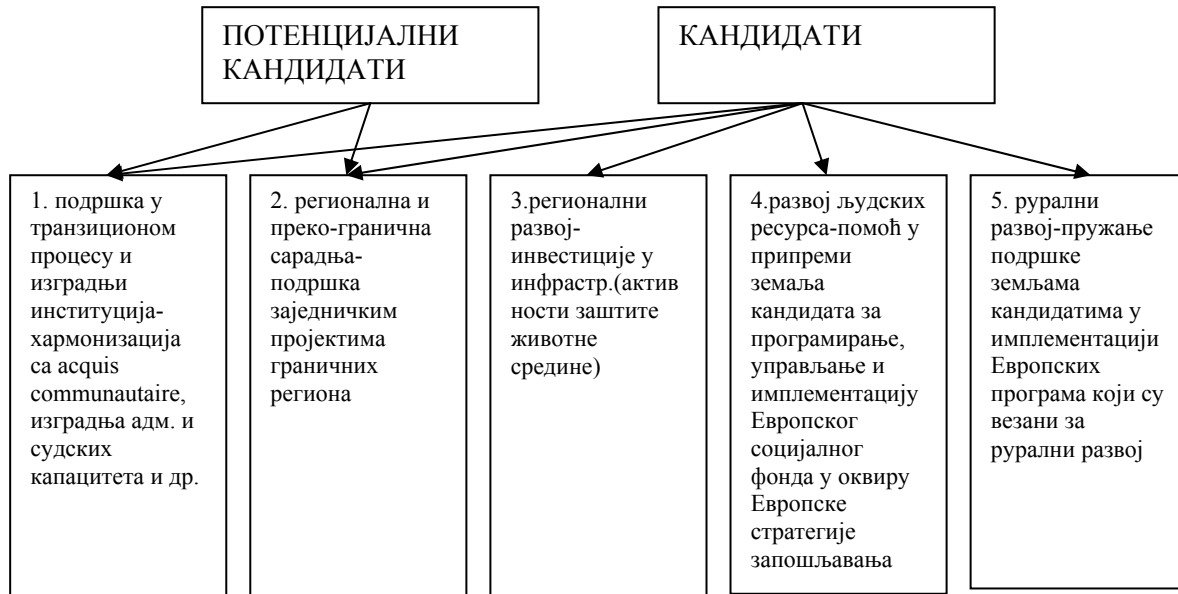 ПОТЕНЦИЈАЛНИ
КАНДИДАТИ
КАНДИДАТИ
1. подршка у
транзиционом
процесу и
изградњи
институција-
хармонизација
са acquis
communautaire,
изградња адм. и
судских
капацитета и др.
2. регионална и
преко-гранична
сарадња-
подршка
заједничким
пројектима
граничних
региона
3.регионални
развој-
инвестиције у
инфрастр.(актив
ности заштите
животне
средине)
4.развој људских
ресурса-помоћ у
припреми
земаља
кандидата за
програмирање,
управљање и
имплементацију
Европског
социјалног
фонда у оквиру
Европске
стратегије
запошљавања
5. рурални
развој-пружање
подршке
земљама
кандидатима у
имплементацији
Европских
програма који су
везани за
рурални развој